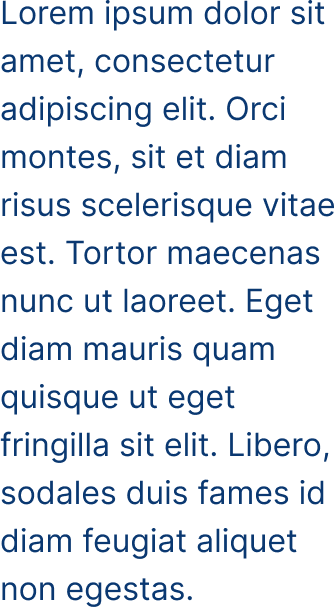 Lorem ipsum dolor sit
amet, consectetur
adipiscing elit. Orci
montes, sit et diam
risus scelerisque vitae
est. Tortor maecenas
nunc ut laoreet. Eget
diam mauris quam
quisque ut eget
fringilla sit elit. Libero,
sodales duis fames id
diam feugiat aliquet
non egestas.